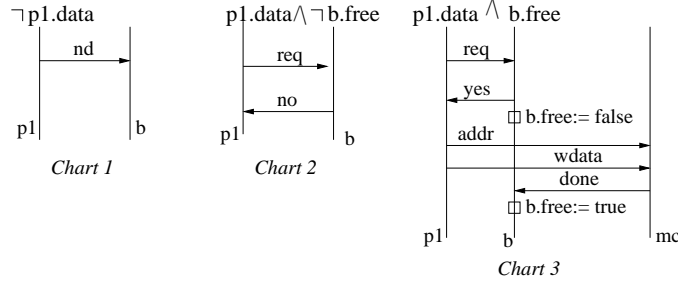 ¬p1.data
nd
p1
b
Chart 1
p1.data∧¬b.free
req
no
p1
b
Chart 2
p1.data ∧ b.free
req
yes
b.free:= false
addr
wdata
done
b.free:= true
p1
b
mc
Chart 3